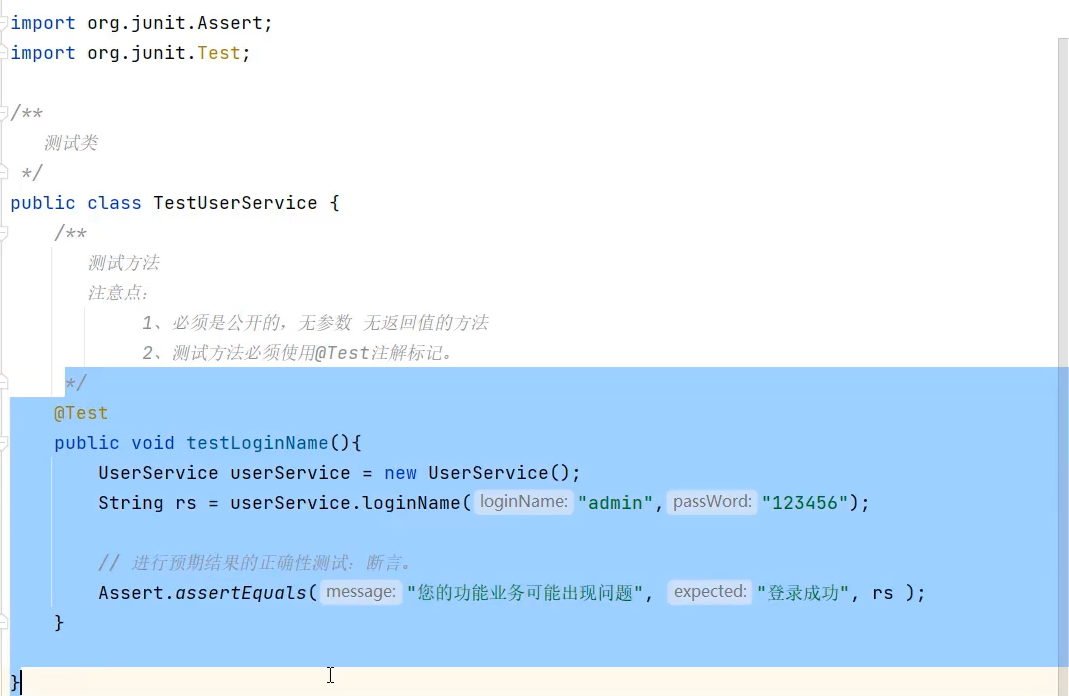 import org.junit.Assert;
import org.junit.Test;
/**
测试类
*/
public class TestUserService {
/**
测试方法
注意点：
1、必须是公开的，无参数 无返回值的方法
2、测试方法必须使用@Test注解标记。
*/
@Test
public void testLoginName(){
UserService userService = new UserService();
String rs = userService.loginName( loginName: "admin", passWord: "123456");
// 进行预期结果的正确性测试：断言。
Assert.assertEquals( message: "您的功能业务可能出现问题", expected: "登录成功", rs );
}
}